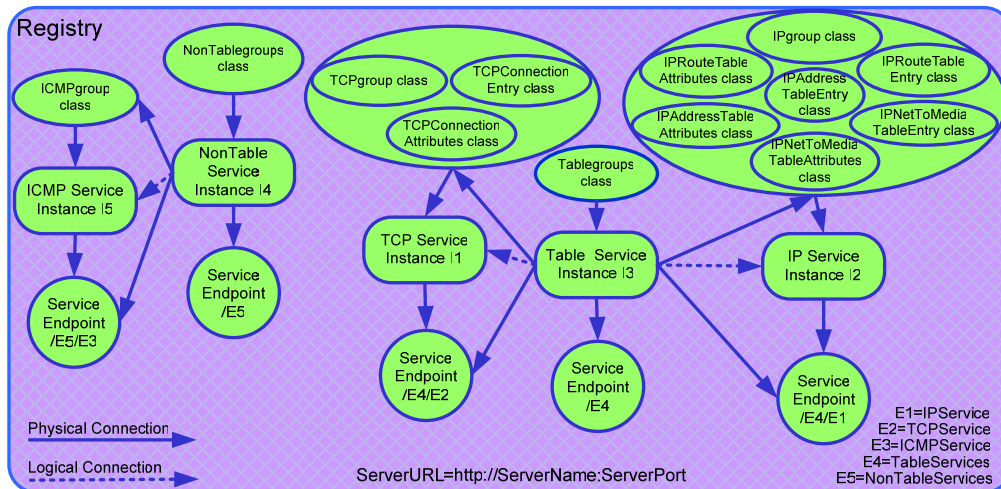 Registry
NonTablegroups
class
ICMPgroup
class
NonTable
Service
Instance I4
ICMP Service
Instance I5
Service
Endpoint
/E5
Service
Endpoint
/E5/E3
TCPgroup class
TCPConnection
Entry class
TCPConnection
Attributes class
Tablegroups
class
TCP Service
Instance I1
Table Service
Instance I3
Service
Endpoint
/E4/E2
Service
Endpoint
/E4
IPgroup class
IPRouteTable
Attributes class
IPRouteTable
Entry class
IPAddress
TableEntry
class
IPAddressTable
Attributes class
IPNetToMedia
TableEntry class
IPNetToMedia
TableAttributes
class
IP Service
Instance I2
Service
Endpoint
/E4/E1
Physical Connection
Logical Connection
ServerURL=http://ServerName:ServerPort
E1=IPService
E2=TCPService
E3=ICMPService
E4=TableServices
E5=NonTableServices